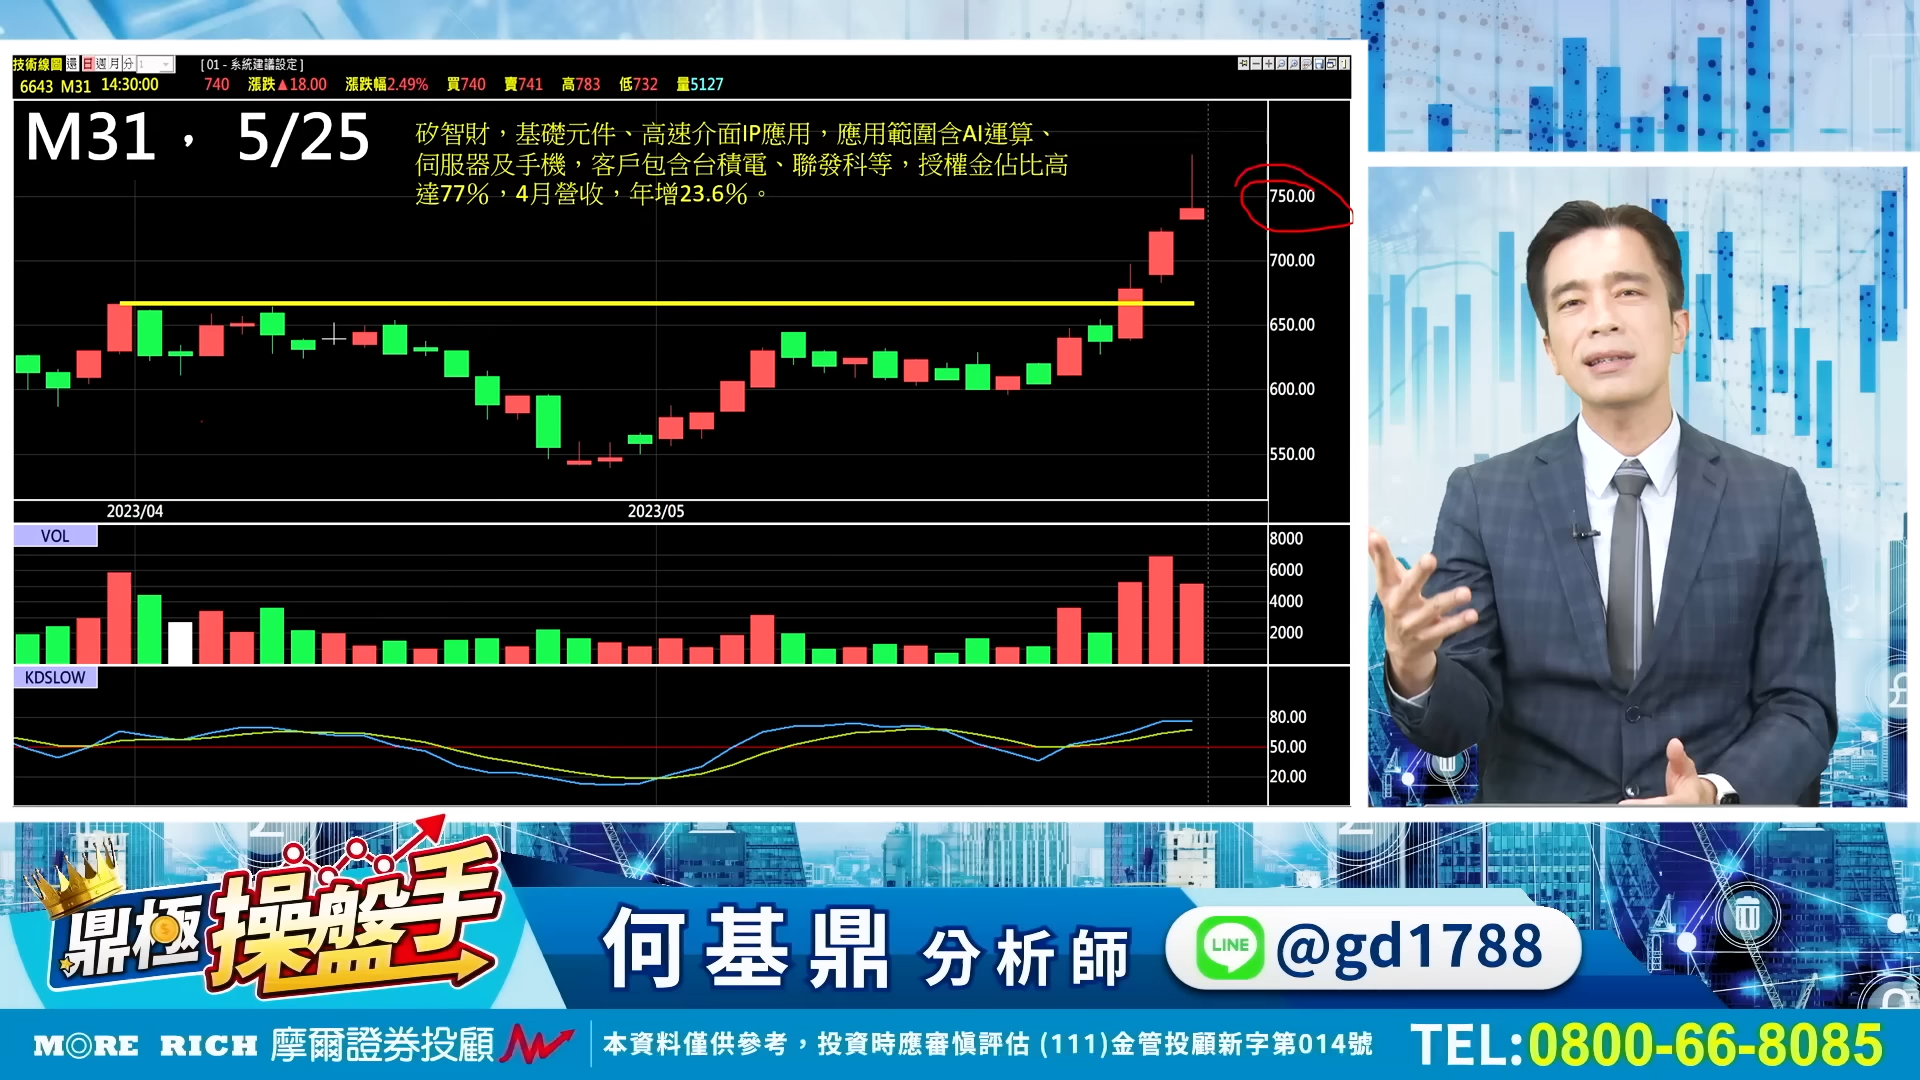 技術線圖 還 日 週 月 分 1 [ 01 - 系統建議設定 ]
6643 M31 14:30:00 740 漲跌▲18.00 漲跌幅2.49% 買740 賣741 高783 低732 量5127
M31， 5/25
矽智財，基礎元件、高速介面IP應用，應用範圍含AI運算、
伺服器及手機，客戶包含台積電、聯發科等，授權金佔比高
達77%，4月營收，年增23.6%。
750.00
700.00
650.00
600.00
550.00
2023/04 2023/05
VOL
8000
6000
4000
2000
KDSLOW
80.00
50.00
20.00
鼎極操盤手
何基鼎 分析師
LINE @gd1788
MORE RICH 摩爾證券投顧
本資料僅供參考，投資時應審慎評估 (111)金管投顧新字第014號
TEL:0800-66-8085